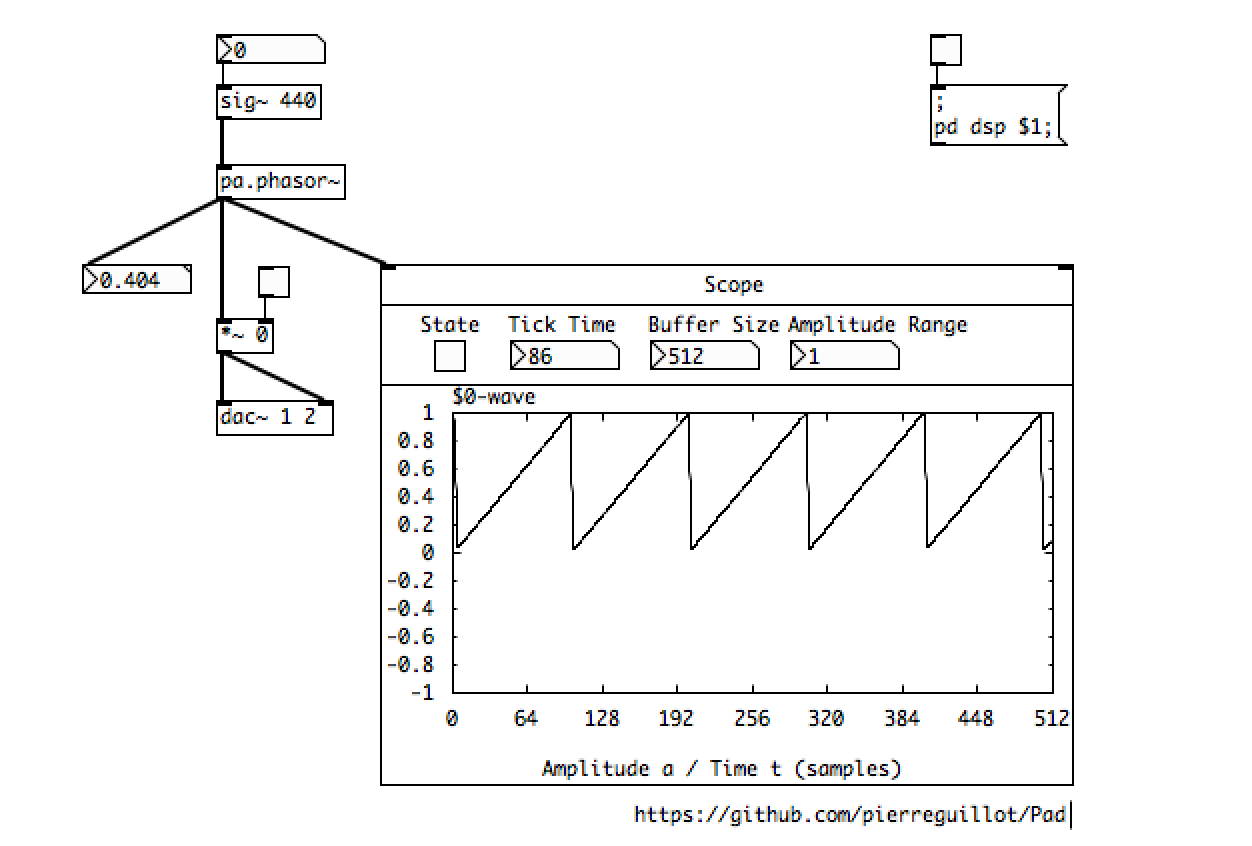 0
sig~ 440
;
pd dsp $1;
pa.phasor~
0.404
*~ 0
dac~ 1 2
Scope
State Tick Time Buffer Size Amplitude Range
86 512 1
$0-wave
1
0.8
0.6
0.4
0.2
0
-0.2
-0.4
-0.6
-0.8
-1
0 64 128 192 256 320 384 448 512
Amplitude a / Time t (samples)
https://github.com/pierreguillot/Pad